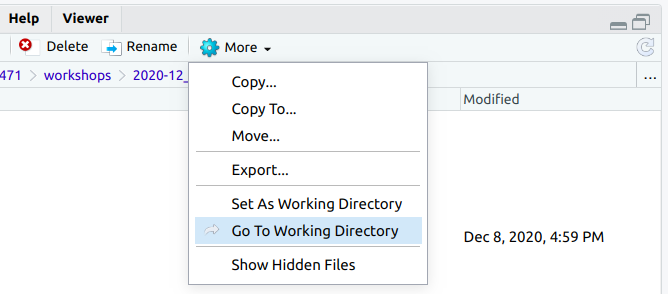 Help Viewer
Delete Rename More
471 > workshops > 2020-12_ ...
Modified
Copy...
Copy To...
Move...
Export...
Set As Working Directory
Go To Working Directory
Dec 8, 2020, 4:59 PM
Show Hidden Files